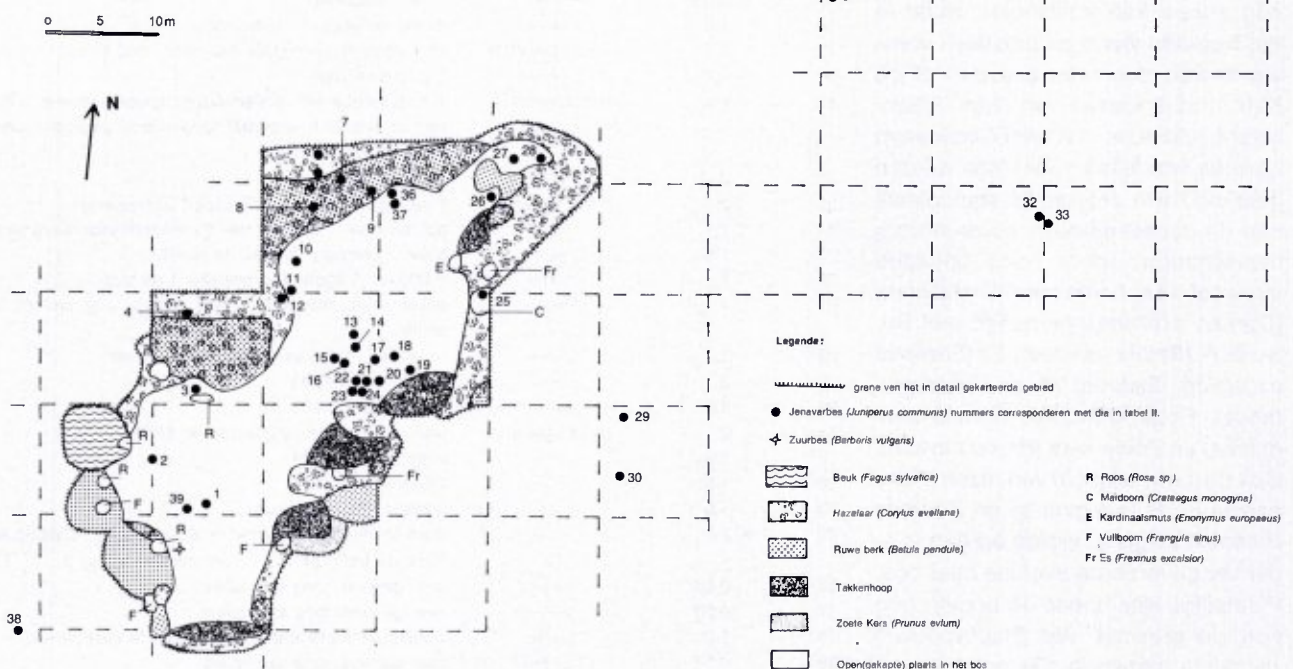 0 5 10m
N
7
27 28
8
26
37
9
32 33
10
E Fr
11
12
25
4
C
13 14
15 17 18
16 19
22 21 20
23 24
3
R
R
29
2
R
Fr
30
F
39 1
R
F
F
38
Legende:
grens van het in detail gekarteerde gebied
Jenavarbes (Juniperus communis) nummers corresponderen met die in tabel II.
Zuurbes (Barbaris vulgaris)
Beuk (Fagus sylvatica)
Hazelaar (Corylus avellana)
Ruwe berk (Betula pendula)
Takkenhoop
Zoete Kers (Prunus avium)
Open(gekapte) plaats in het bos
R Roos (Rosa sp)
C Meidoorn (Crataegus monogyna)
E Kardinaalsmuts (Euonymus europaeus)
F Vuilboom (Frangula alnus)
Fr Es (Fraxinus excelsior)